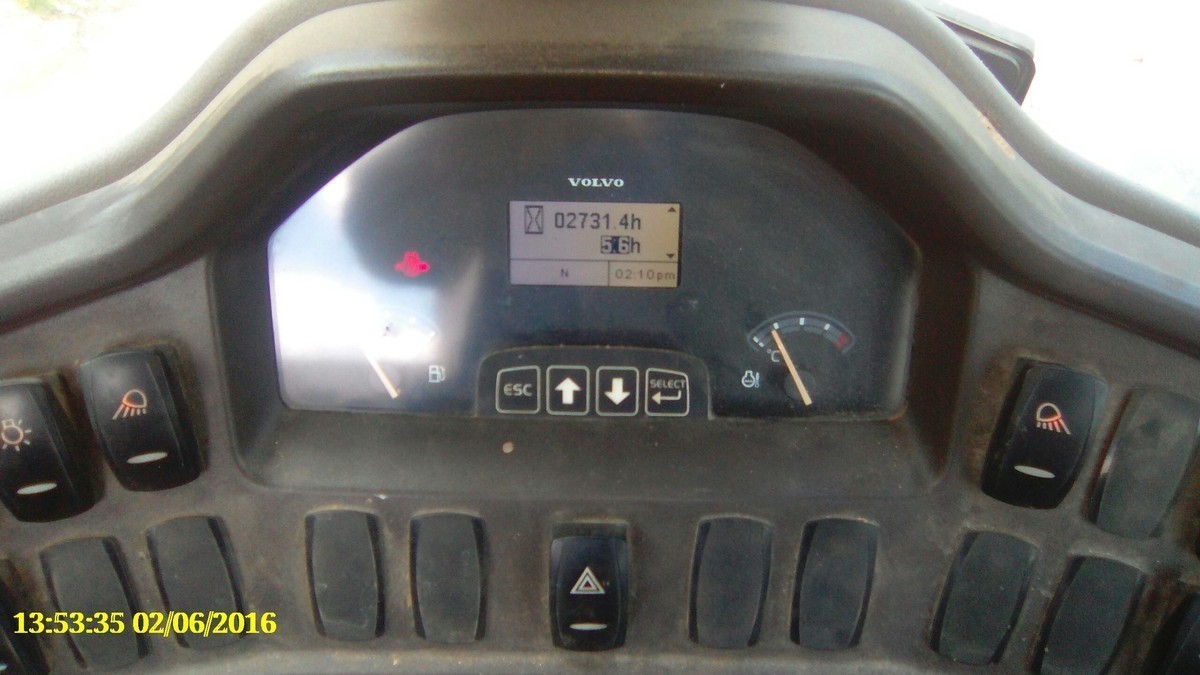 VOLVO
02731.4h
5.6h
N 02:10pm
°C
ESC
SELECT
13:53:35 02/06/2016